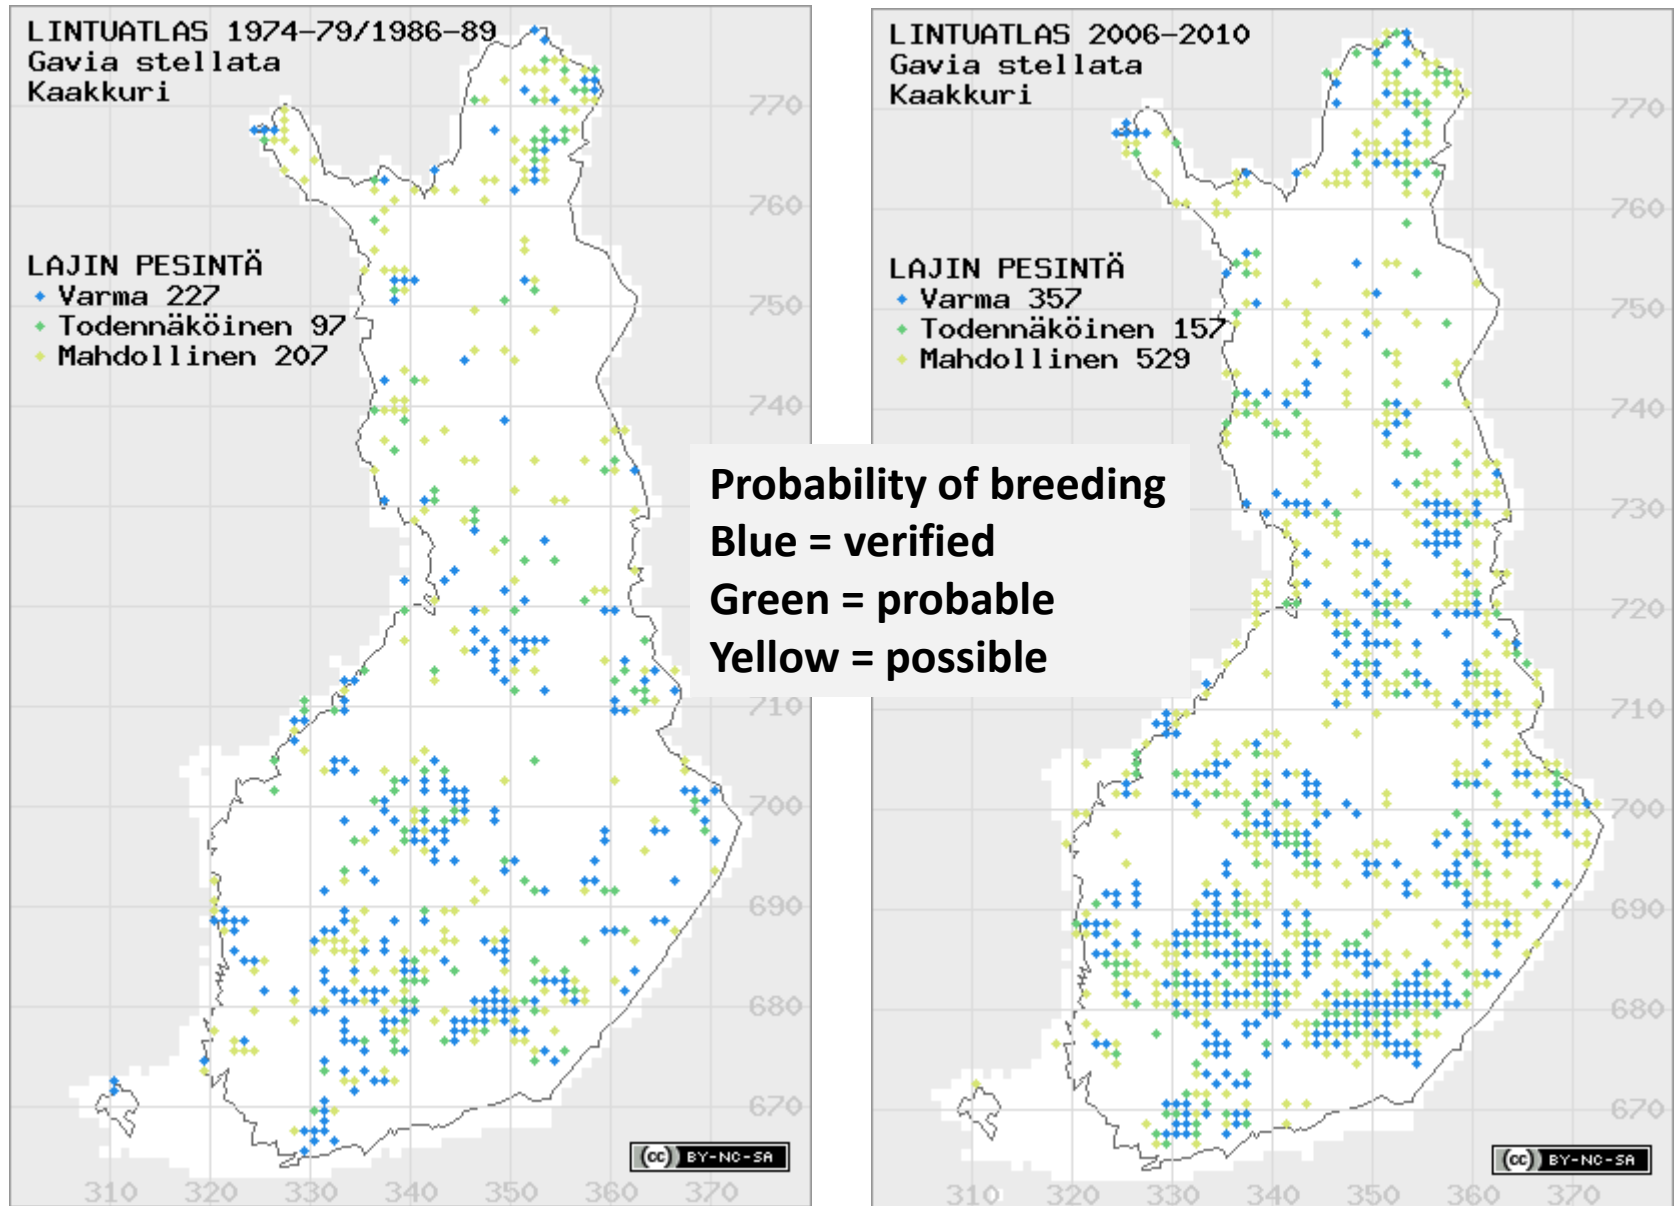 LINTUATLAS 1974-79/1986-89
Gavia stellata
Kaakkuri
LAJIN PESINTÄ
Varma 227
Todennäköinen 97
Mahdollinen 207
770
760
750
740
710
700
690
680
670
310 320 330 340 350 360 370
(cc) BY-NC-SA
Probability of breeding
Blue = verified
Green = probable
Yellow = possible
LINTUATLAS 2006-2010
Gavia stellata
Kaakkuri
LAJIN PESINTÄ
Varma 357
Todennäköinen 157
Mahdollinen 529
770
760
750
740
730
720
710
700
690
680
670
310 320 330 340 350 360 370
(cc) BY-NC-SA